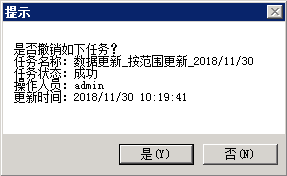 提示
是否撤销如下任务？
任务名称：数据更新_按范围更新_2018/11/30
任务状态：成功
操作人员：admin
更新时间：2018/11/30 10:19:41
是(Y)
否(N)